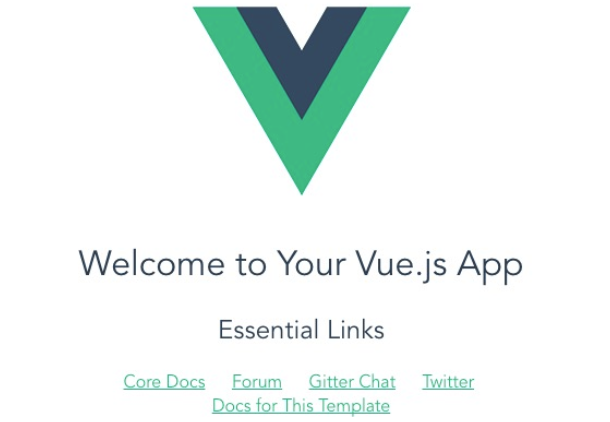 Welcome to Your Vue.js App
Essential Links
Core Docs Forum Gitter Chat Twitter
Docs for This Template